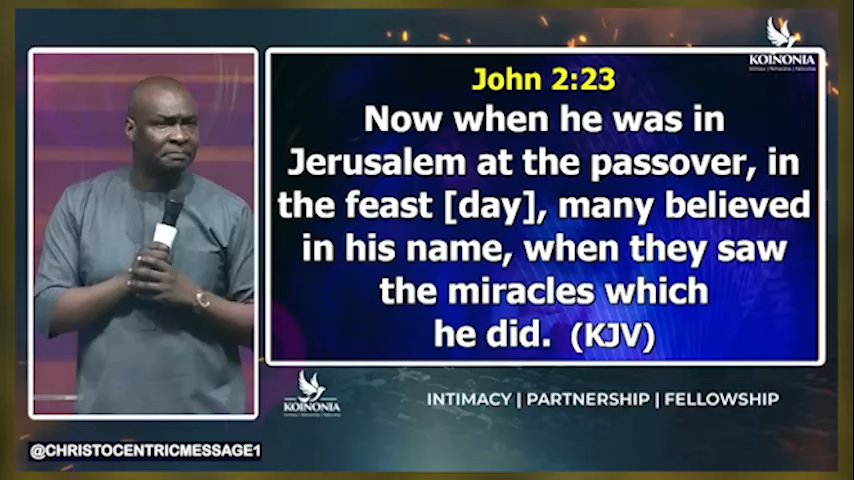 KOINONIA
John 2:23
Now when he was in
Jerusalem at the passover, in
the feast [day], many believed
in his name, when they saw
the miracles which
he did. (KJV)
KOINONIA
INTIMACY | PARTNERSHIP | FELLOWSHIP
@CHRISTOCENTRICMESSAGE1